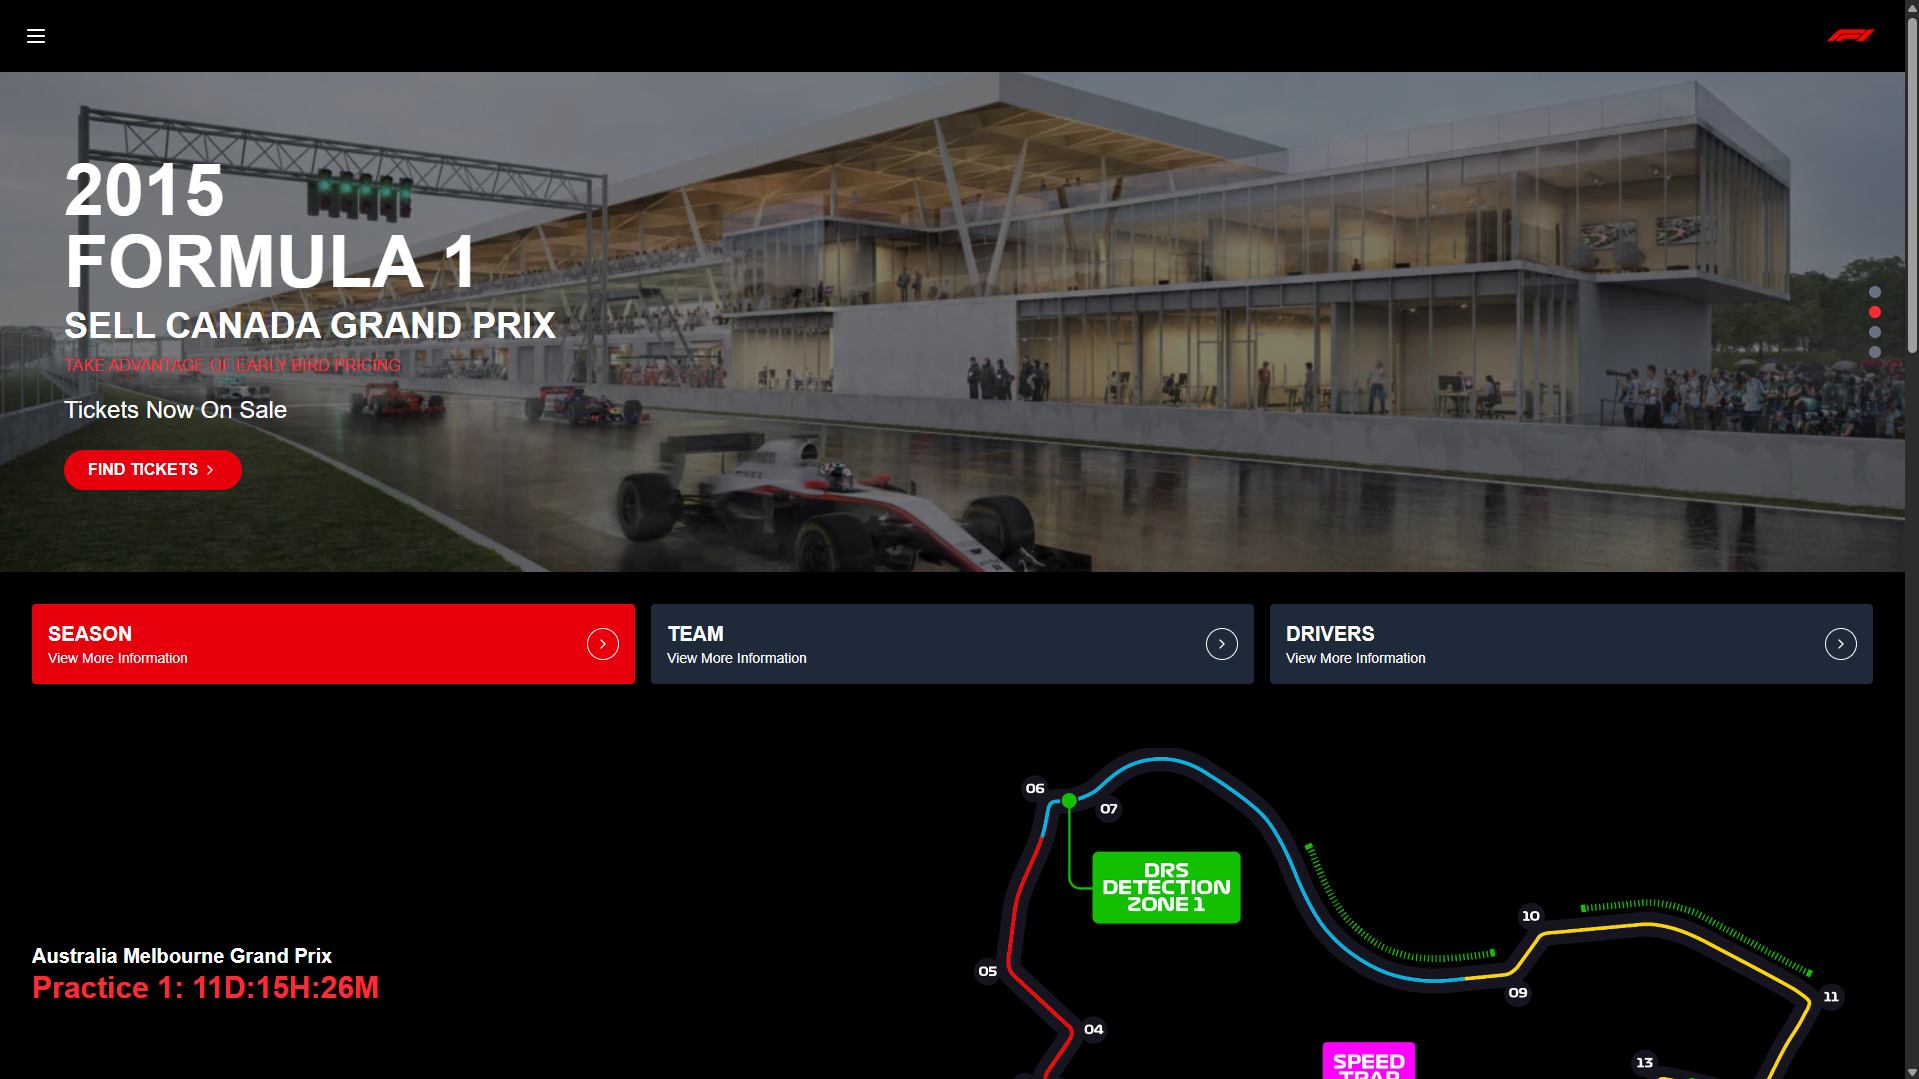 2015
FORMULA 1
SELL CANADA GRAND PRIX
TAKE ADVANTAGE OF EARLY BIRD PRICING
Tickets Now On Sale
FIND TICKETS
SEASON
View More Information
TEAM
View More Information
DRIVERS
View More Information
06
07
DRS
DETECTION
ZONE 1
10
Australia Melbourne Grand Prix
Practice 1: 11D:15H:26M
05
09
11
04
SPEED
TRAP
13